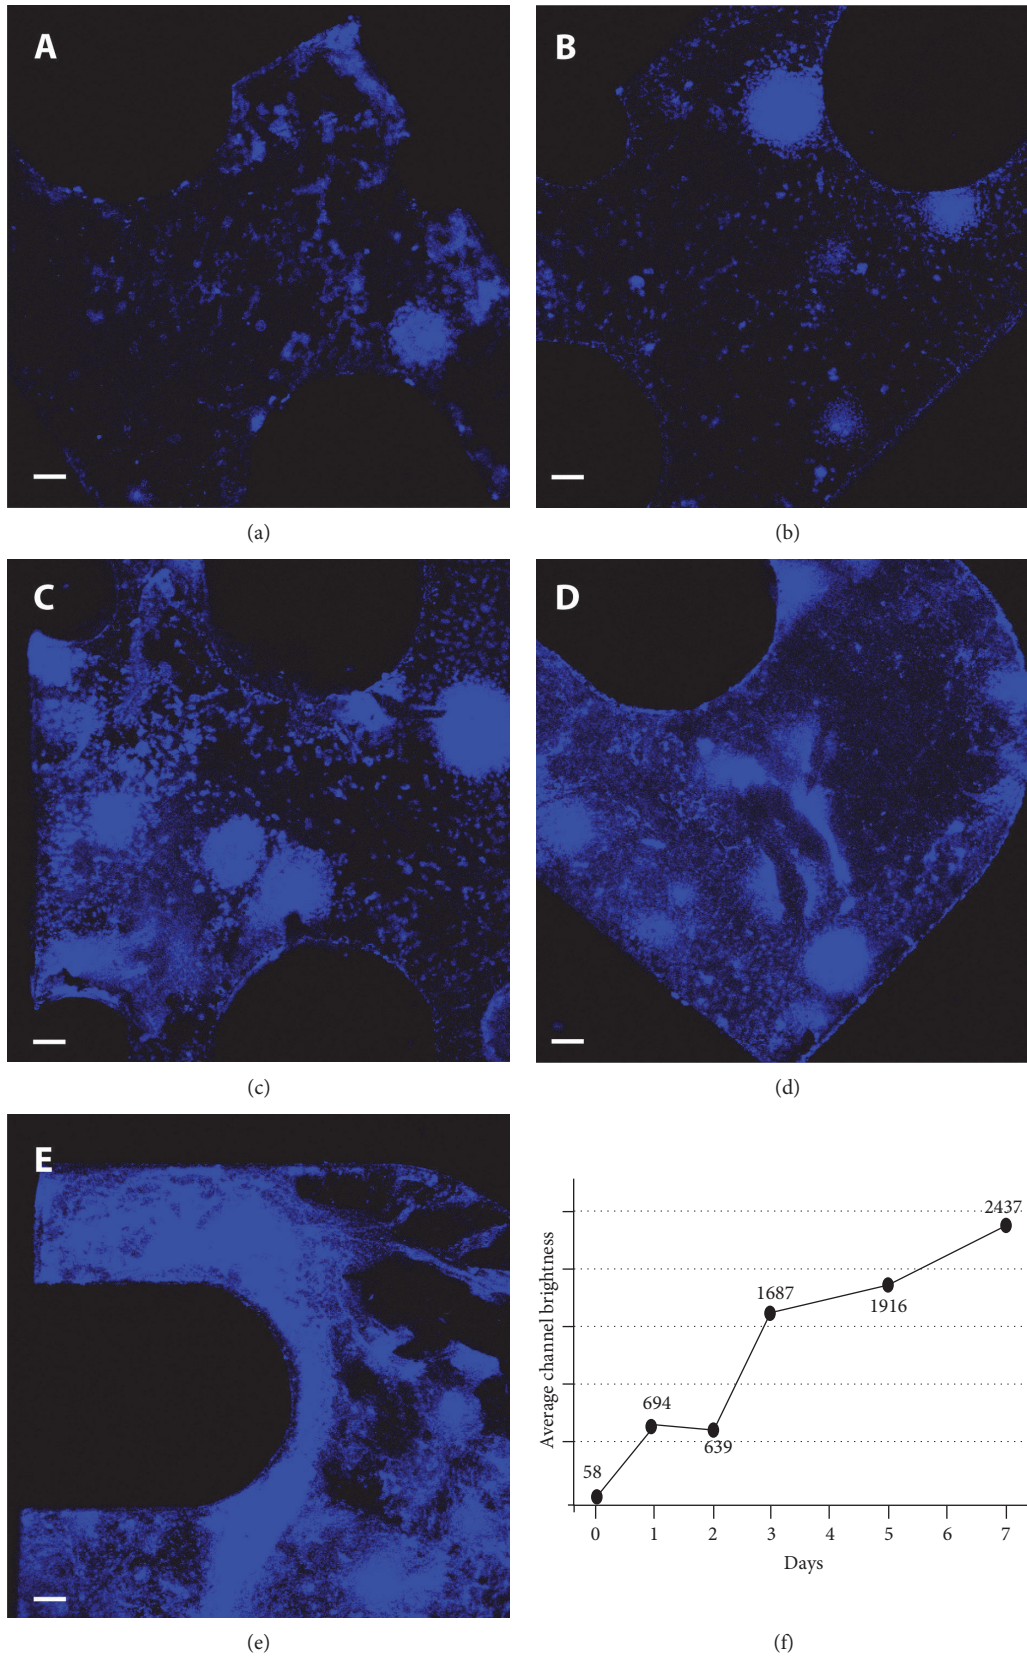 A
B
(a)
(b)
C
D
(c)
(d)
E
(e)
Average channel brightness
58
694
639
1687
1916
2437
0 1 2 3 4 5 6 7
Days
(f)